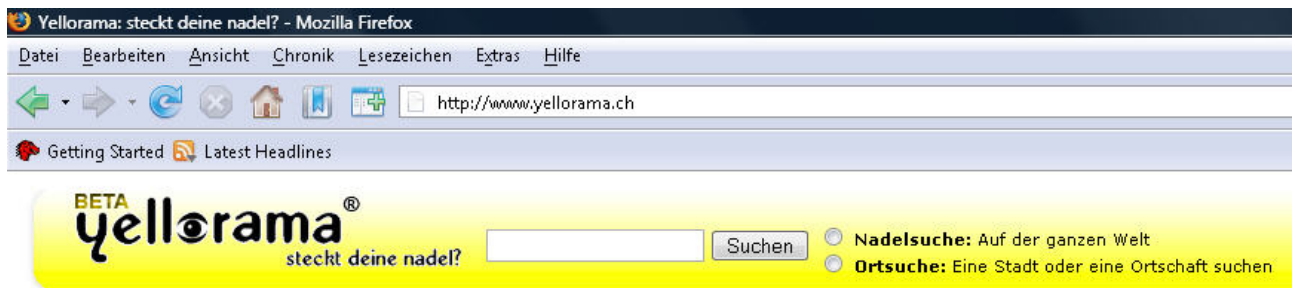 Yellorama: steckt deine nadel? - Mozilla Firefox
Datei Bearbeiten Ansicht Chronik Lesezeichen Extras Hilfe
http://www.yellorama.ch
Getting Started Latest Headlines
BETA
yellorama®
steckt deine nadel?
Suchen
Nadelsuche: Auf der ganzen Welt
Ortsuche: Eine Stadt oder eine Ortschaft suchen